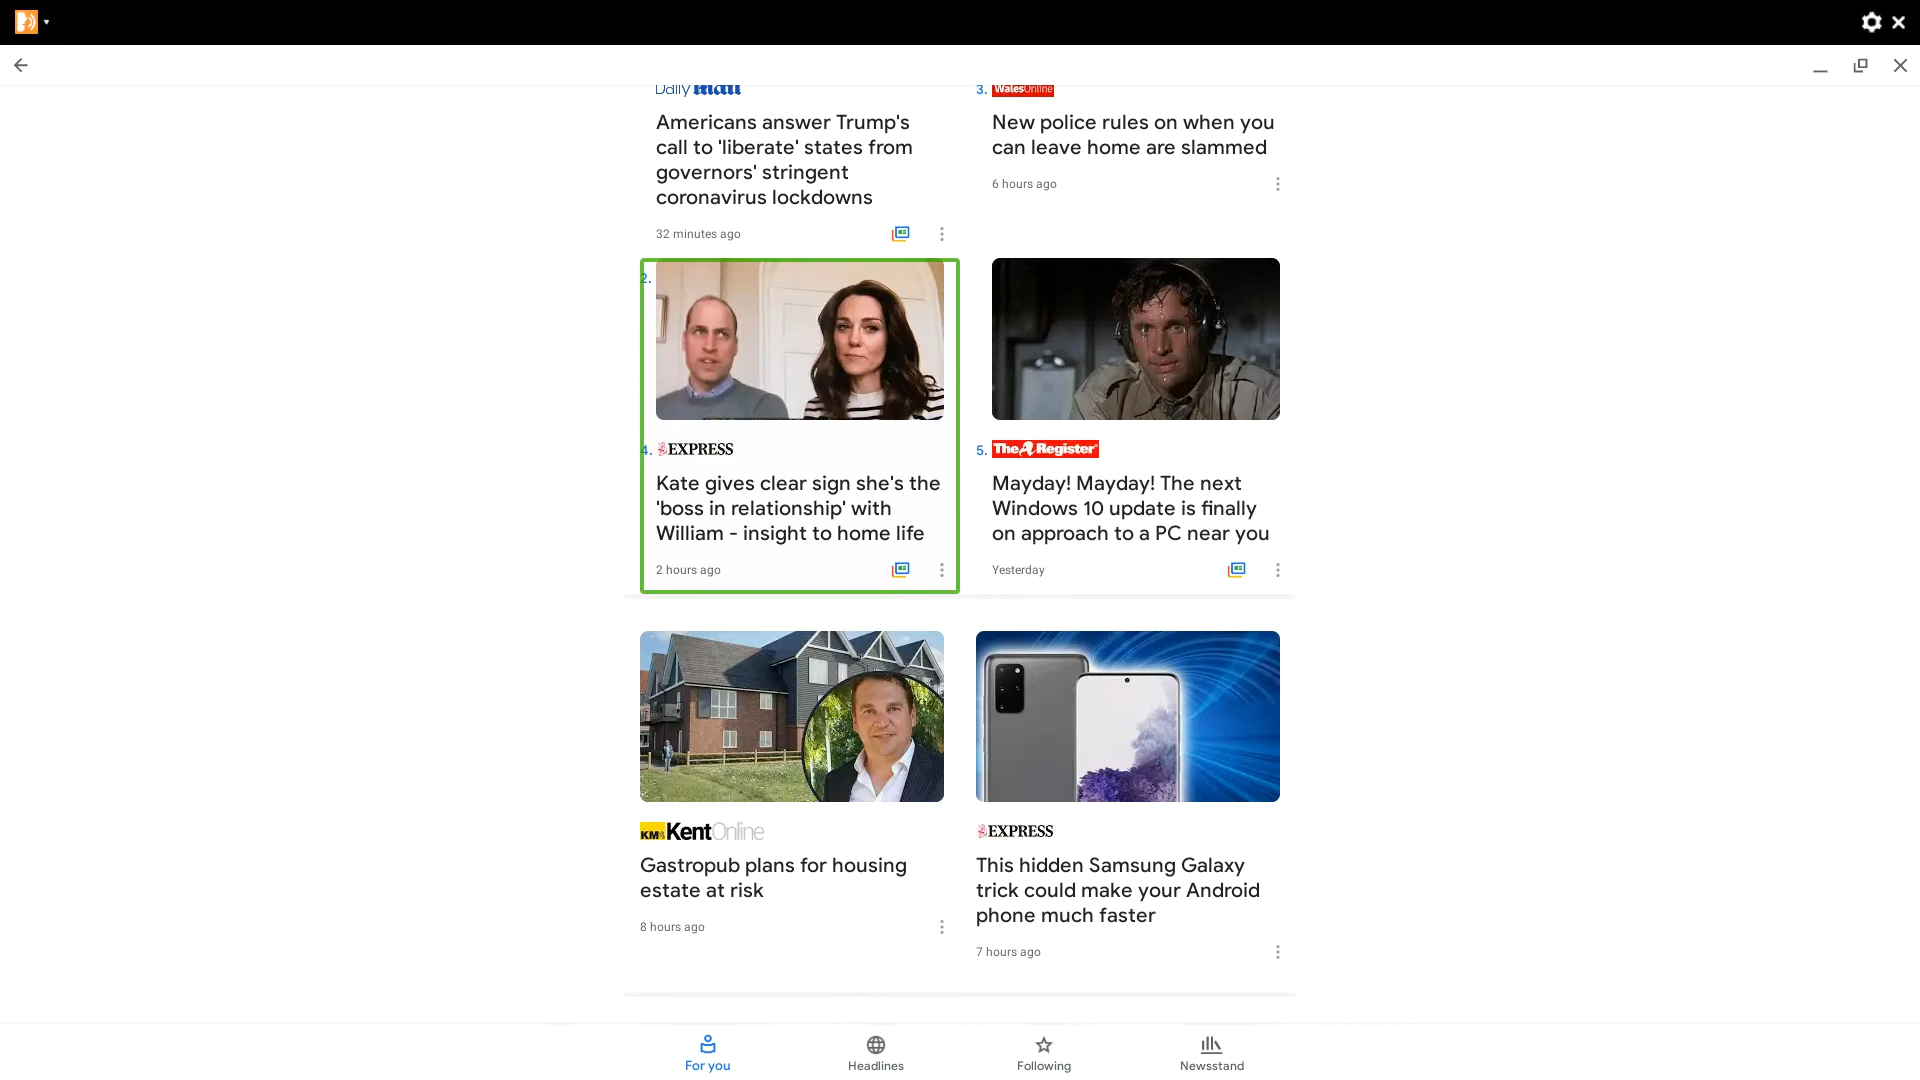 Daily Mail
Americans answer Trump's
call to 'liberate' states from
governors' stringent
coronavirus lockdowns
32 minutes ago
3. WalesOnline
New police rules on when you
can leave home are slammed
6 hours ago
2.
4. EXPRESS
Kate gives clear sign she's the
'boss in relationship' with
William - insight to home life
2 hours ago
5. The Register
Mayday! Mayday! The next
Windows 10 update is finally
on approach to a PC near you
Yesterday
KM Kent Online
Gastropub plans for housing
estate at risk
8 hours ago
EXPRESS
This hidden Samsung Galaxy
trick could make your Android
phone much faster
7 hours ago
For you
Headlines
Following
Newsstand